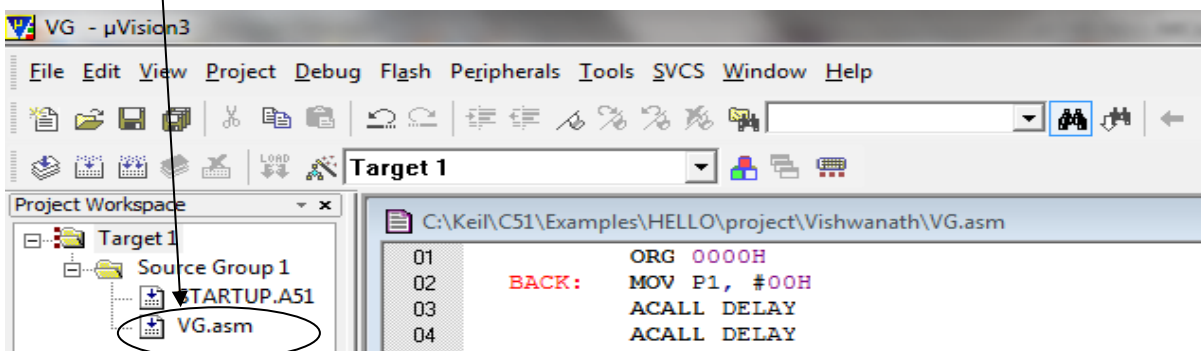 VG - µVision3
File Edit View Project Debug Flash Peripherals Tools SVCS Window Help
LOAD
Target 1
Project Workspace
Target 1
Source Group 1
STARTUP.A51
VG.asm
C:\Keil\C51\Examples\HELLO\project\Vishwanath\VG.asm
01 ORG 0000H
02 BACK: MOV P1, #00H
03 ACALL DELAY
04 ACALL DELAY